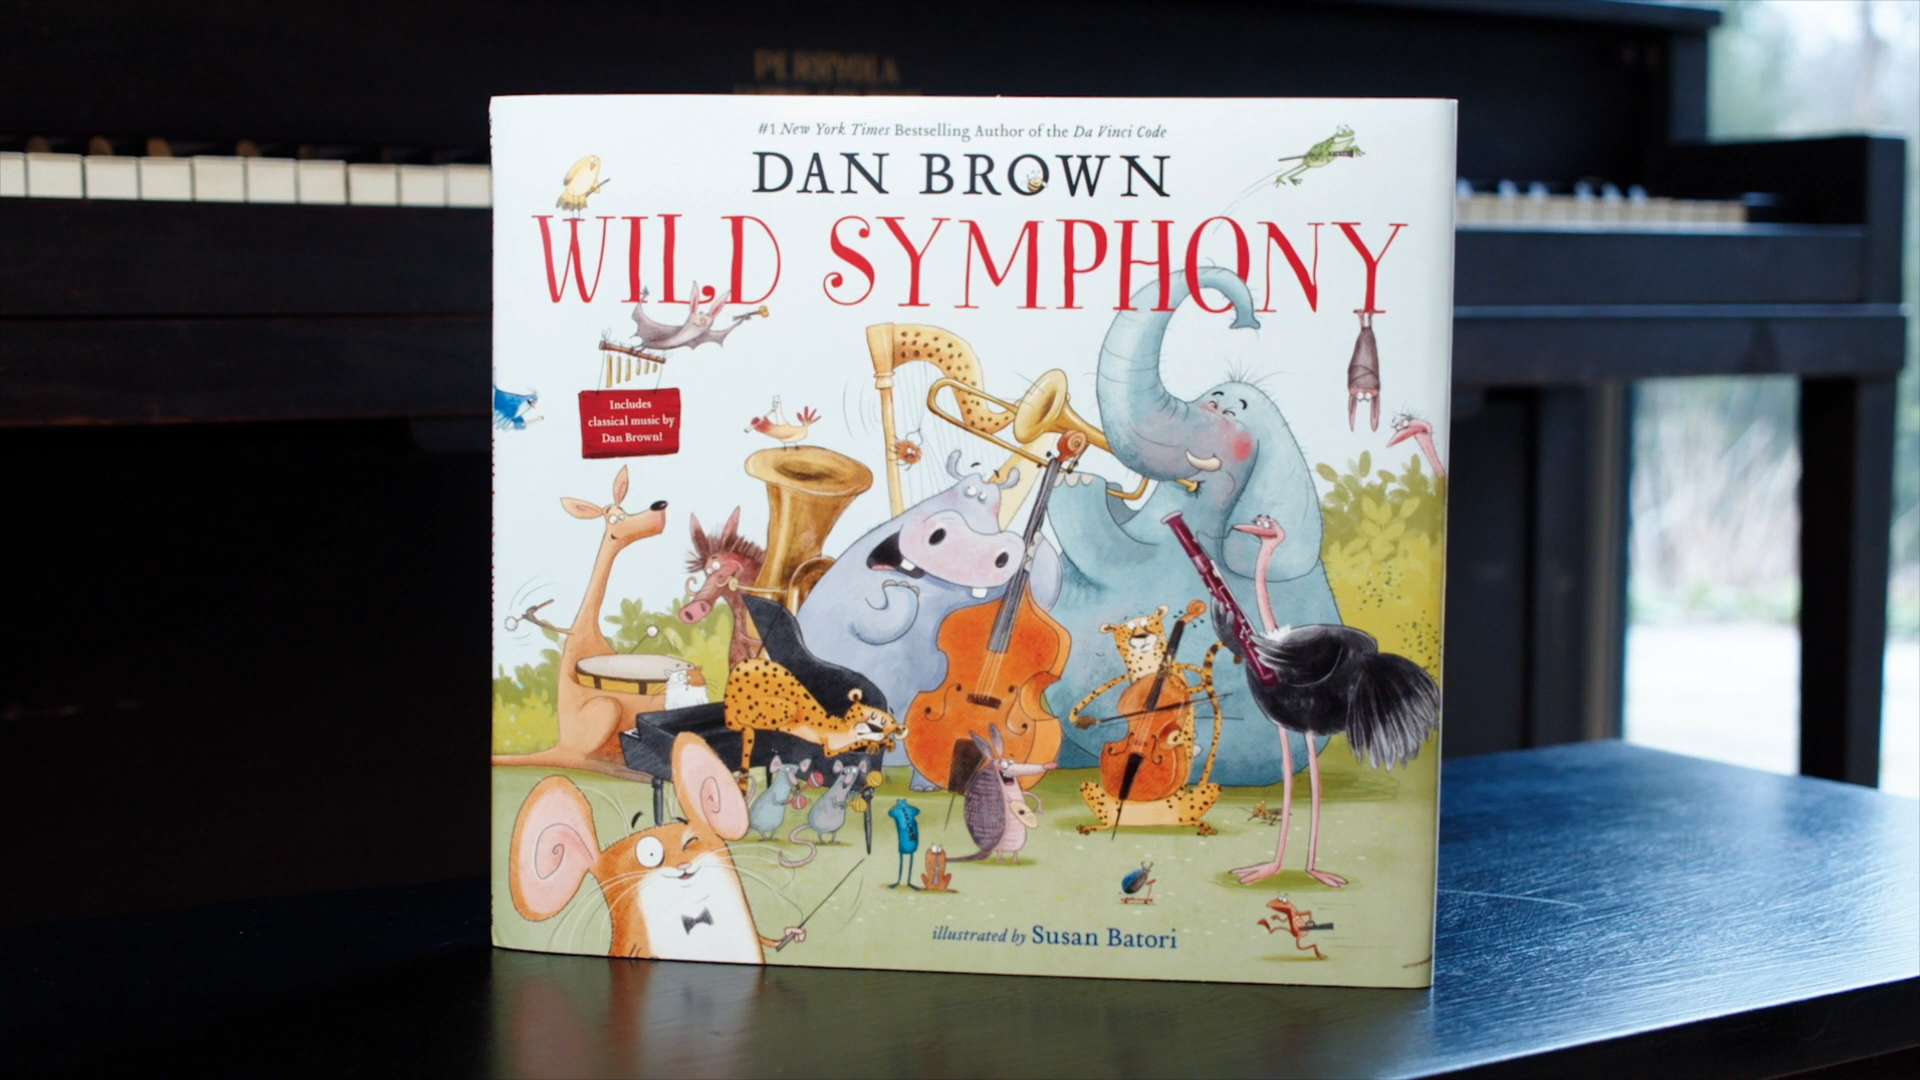 #1 New York Times Bestselling Author of the Da Vinci Code
DAN BROWN
WILD SYMPHONY
Includes
classical music by
Dan Brown!
illustrated by Susan Batori